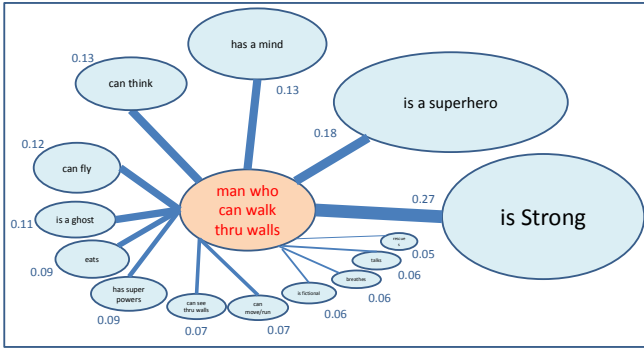 has a mind
0.13
0.13
can think
is a superhero
0.18
0.12
can fly
man who
can walk
thru walls
0.27
is Strong
0.11
is a ghost
eats
0.09
has super
powers
0.09
can see
thru walls
0.07
can
move/run
0.07
is fictional
0.06
breathes
0.06
talks
0.06
rescue
s
0.05